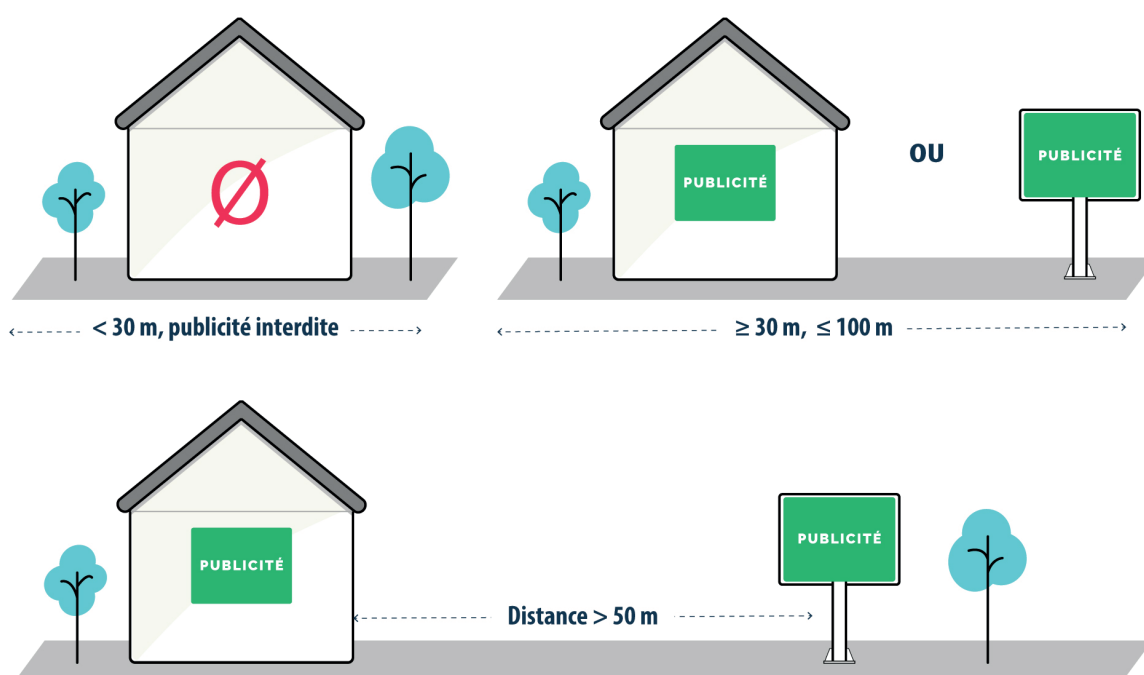 PUBLICITÉ
OU
PUBLICITÉ
< 30 m, publicité interdite
≥ 30 m, ≤ 100 m
PUBLICITÉ
PUBLICITÉ
Distance > 50 m